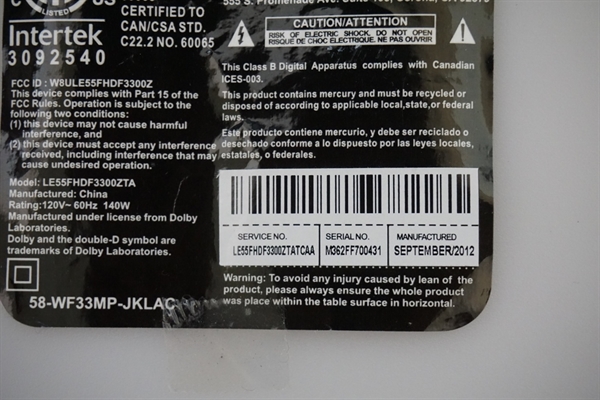 C US
LISTED
Intertek
3092540
CERTIFIED TO
CAN/CSA STD.
C22.2 NO. 60065
FCC ID : W8ULE55FHDF3300Z
This device complies with Part 15 of the
FCC Rules. Operation is subject to the
following two conditions:
(1) this device may not cause harmful
interference, and
(2) this device must accept any interference
received, including interference that may
cause undesired operation.
Model: LE55FHDF3300ZTA
Manufactured: China
Rating:120V~ 60Hz 140W
Manufactured under license from Dolby
Laboratories.
Dolby and the double-D symbol are
trademarks of Dolby Laboratories.
58-WF33MP-JKLAC
555 S. Promenade Ave. Suite
CAUTION/ATTENTION
RISK OF ELECTRIC SHOCK, DO NOT OPEN
RISQUE DE CHOC ELECTRIQUE NE PAS OUVRIR
This Class B Digital Apparatus complies with Canadian
ICES-003.
This product contains mercury and must be recycled or
disposed of according to applicable local,state,or federal
laws.
Este producto contiene mercurio, y debe ser reciclado o
desechado conforme a lo dispuesto por las leyes locales,
estatales, o federales.
SERVICE NO. SERIAL NO. MANUFACTURED
LE55FHDF3300ZTATCAA M362FF700431 SEPTEMBER/2012
Warning: To avoid any injury caused by lean of the
product, please always ensure the whole product
was place within the table surface in horizontal.